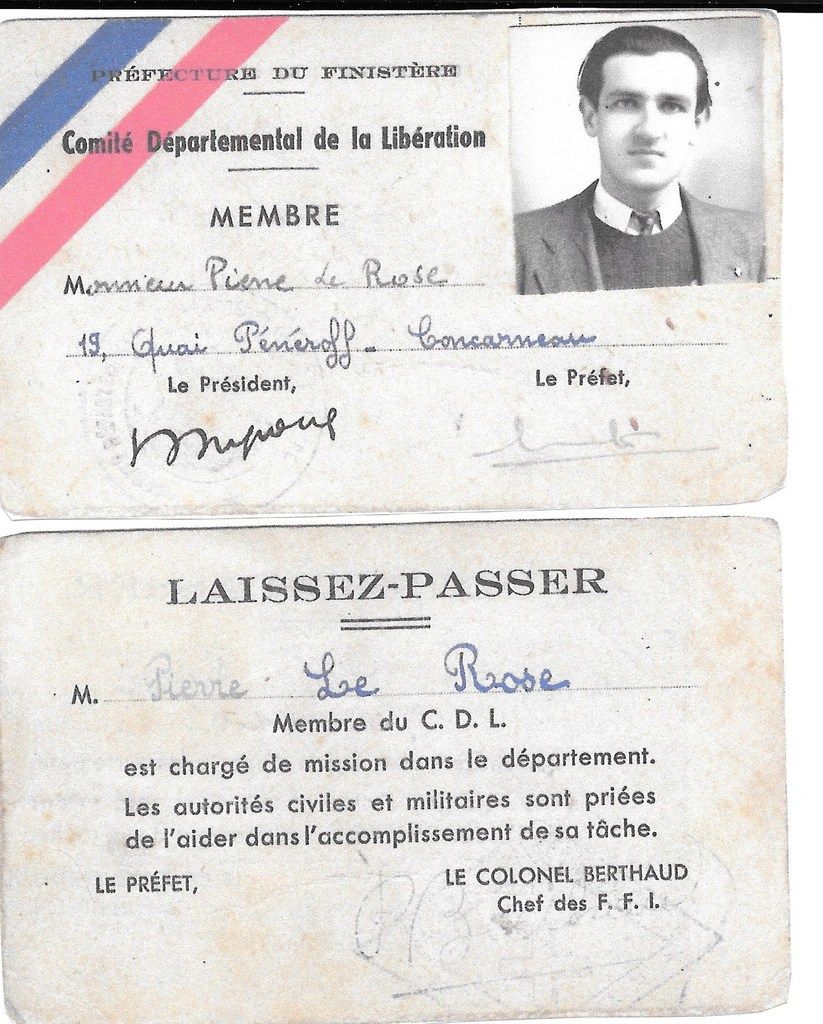 PRÉFECTURE DU FINISTÈRE
Comité Départemental de la Libération
MEMBRE
Monsieur Pierre Le Rose
19, Quai Pénéroff - Concarneau
Le Président,
Le Préfet,
LAISSEZ-PASSER
M. Pierre Le Rose
Membre du C. D. L.
est chargé de mission dans le département.
Les autorités civiles et militaires sont priées
de l'aider dans l'accomplissement de sa tâche.
LE PRÉFET,
LE COLONEL BERTHAUD
Chef des F. F. I.